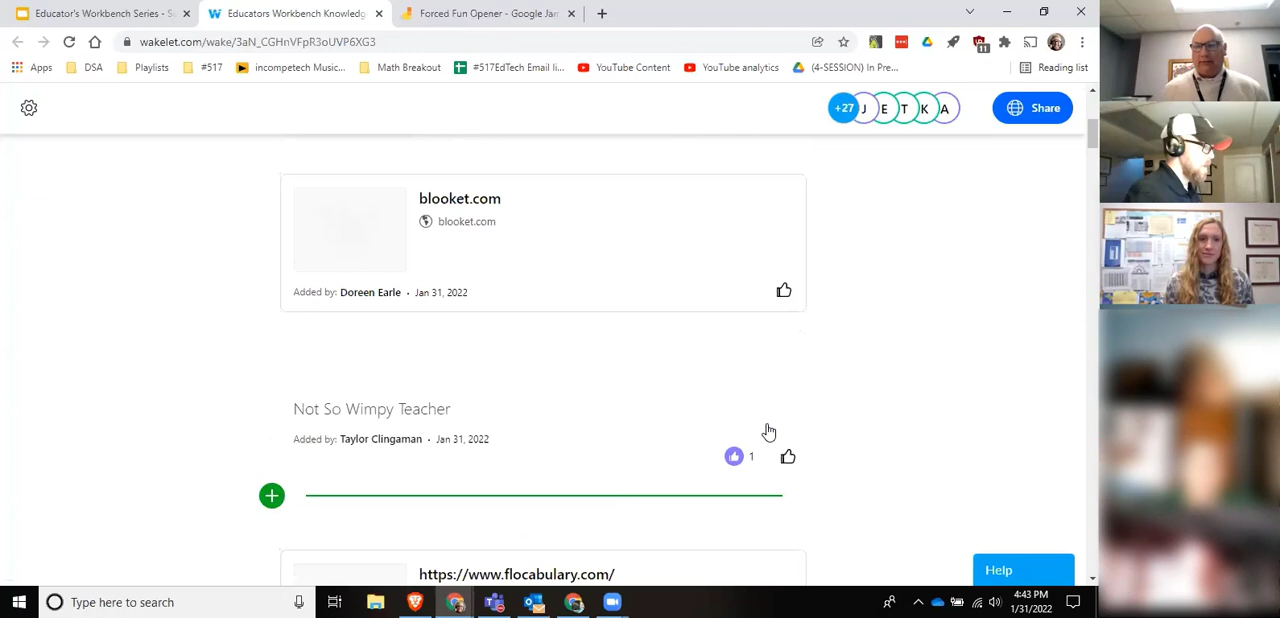 Educator's Workbench Series - S
Educators Workbench Knowledg
Forced Fun Opener - Google Jam
wakelet.com/wake/3aN_CGHnVFpR3oUVP6XG3
11
Apps
DSA
Playlists
#517
incompetech Music...
Math Breakout
#517 Email li...
YouTube Content
YouTube analytics
(4-SESSION) In Pre...
Reading list
+27 J E T K A
Share
blooket.com
blooket.com
Added by: Doreen Earle • Jan 31, 2022
Not So Wimpy Teacher
Added by: Taylor Clingaman • Jan 31, 2022
1
https://www.flocabulary.com/
Help
Type here to search
4:43 PM
1/31/2022